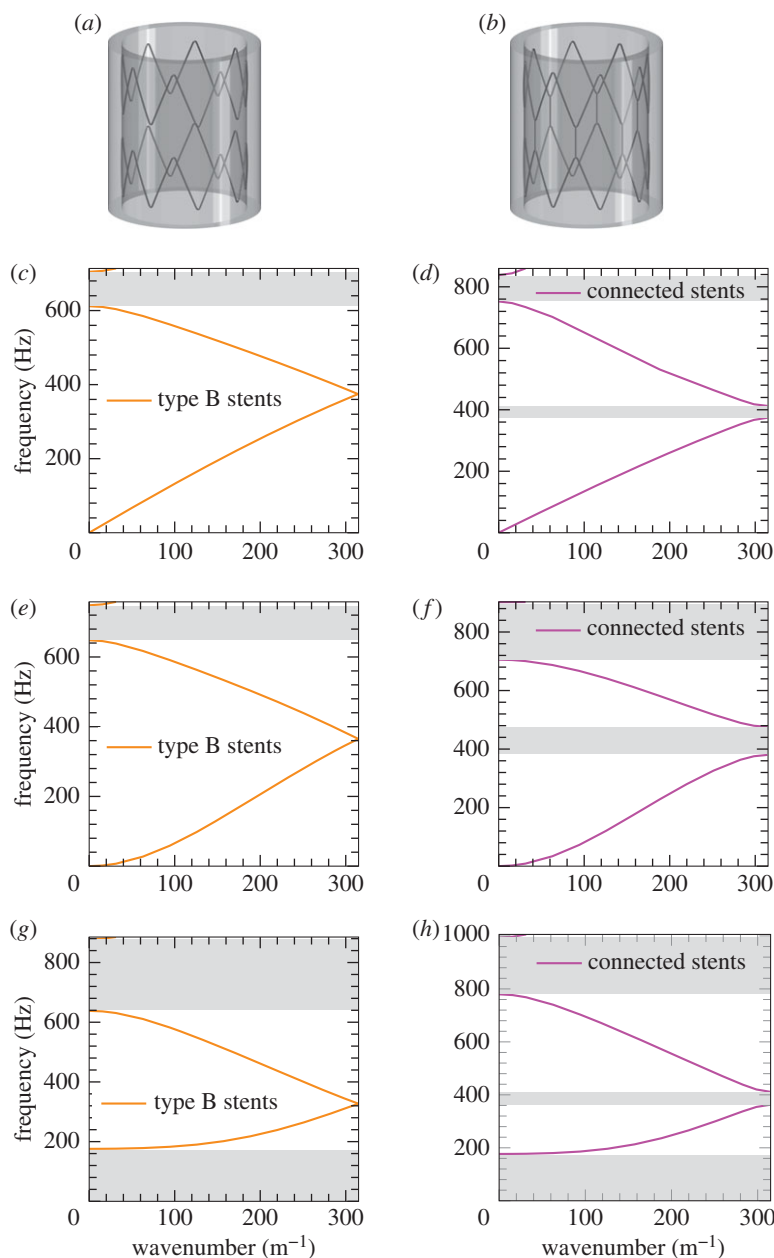 (a)
(b)
(c)
(d)
600
400
200
0
100
200
300
frequency (Hz)
type B stents
800
600
400
200
0
100
200
300
connected stents
(e)
(f)
600
400
200
0
100
200
300
frequency (Hz)
type B stents
800
600
400
200
0
100
200
300
connected stents
(g)
(h)
800
600
400
200
0
100
200
300
frequency (Hz)
type B stents
wavenumber (m⁻¹)
1000
800
600
400
200
0
100
200
300
connected stents
wavenumber (m⁻¹)